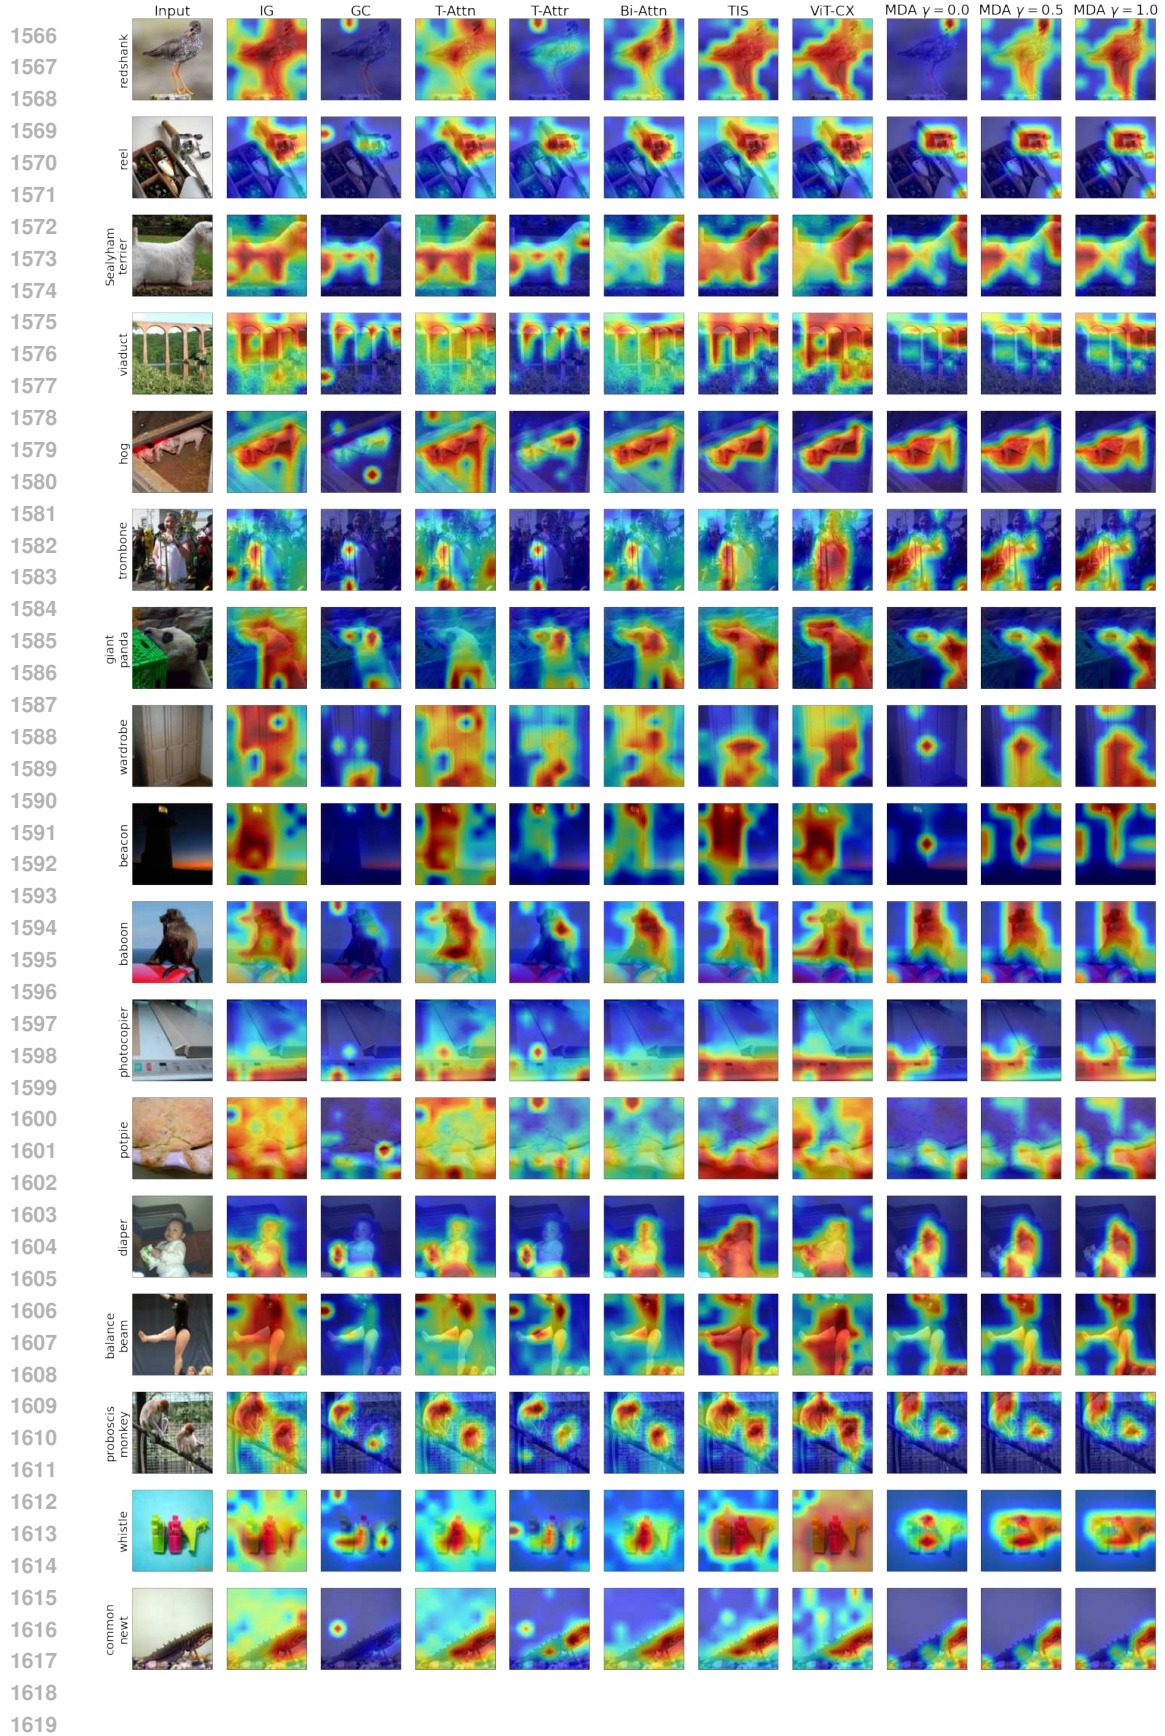 Input IG GC T-Attn T-Attr Bi-Attn TIS ViT-CX MDA γ = 0.0 MDA γ = 0.5 MDA γ = 1.0
1566
redshank
1567
1568
1569
reel
1570
1571
1572
Sealyham
terrier
1573
1574
1575
viaduct
1576
1577
1578
hog
1579
1580
1581
trombone
1582
1583
1584
giant
panda
1585
1586
1587
wardrobe
1588
1589
1590
beacon
1591
1592
1593
baboon
1594
1595
1596
photocopier
1597
1598
1599
potpie
1600
1601
1602
diaper
1603
1604
1605
balance
beam
1606
1607
1608
proboscis
monkey
1609
1610
1611
whistle
1612
1613
1614
common
newt
1615
1616
1617
1618
1619